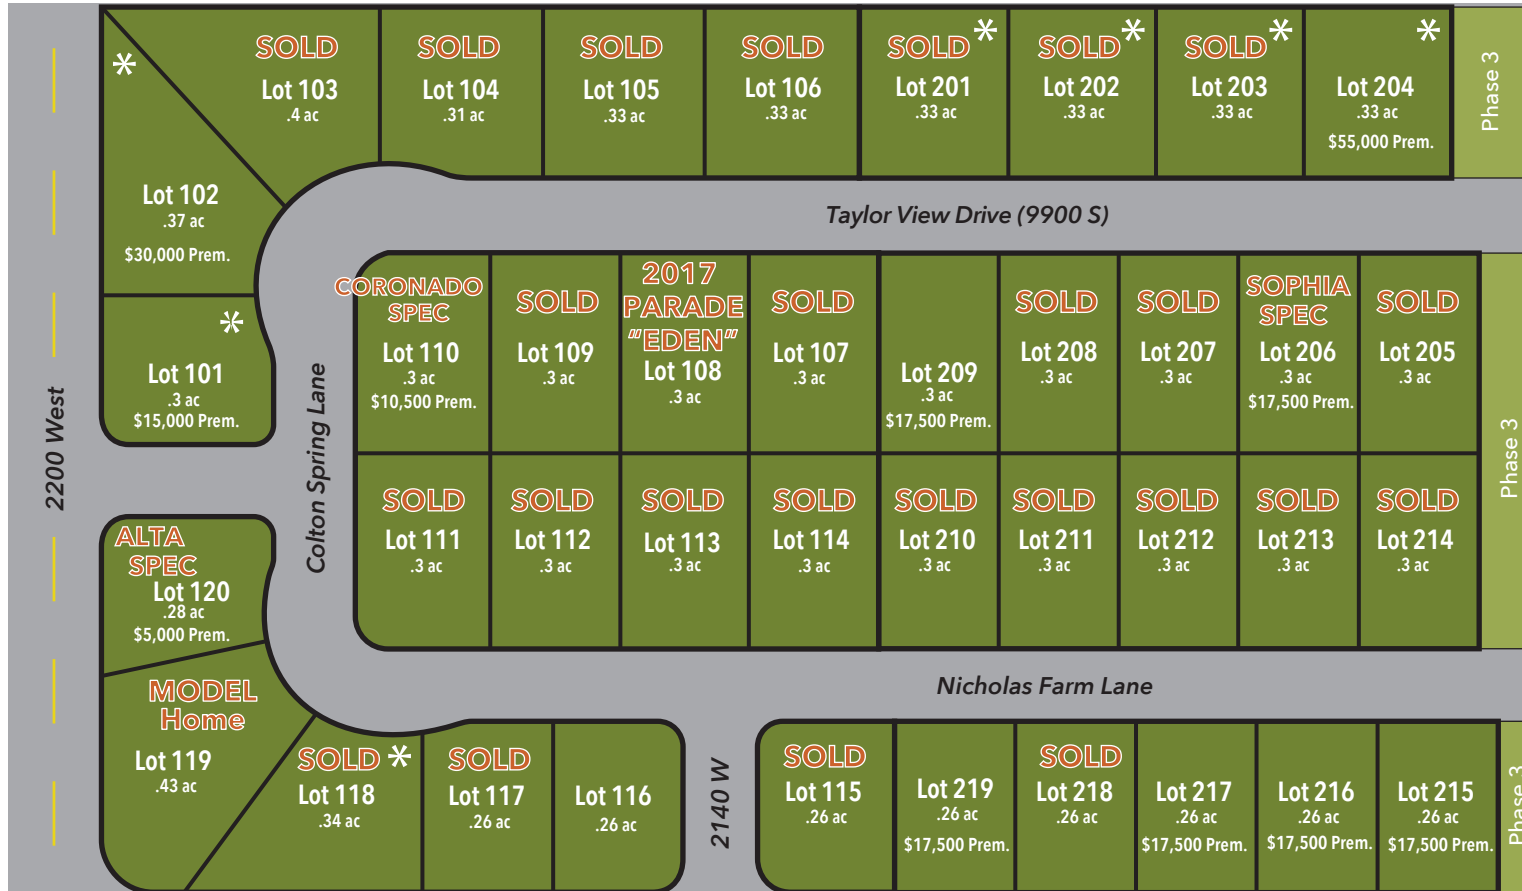 *
SOLD
Lot 103
.4 ac
SOLD
Lot 104
.31 ac
SOLD
Lot 105
.33 ac
SOLD
Lot 106
.33 ac
SOLD *
Lot 201
.33 ac
SOLD *
Lot 202
.33 ac
SOLD *
Lot 203
.33 ac
*
Lot 204
.33 ac
$55,000 Prem.
Phase 3
Lot 102
.37 ac
$30,000 Prem.
Taylor View Drive (9900 S)
*
Lot 101
.3 ac
$15,000 Prem.
2200 West
Colton Spring Lane
CORONADO
SPEC
Lot 110
.3 ac
$10,500 Prem.
SOLD
Lot 109
.3 ac
2017
PARADE
"EDEN"
Lot 108
.3 ac
SOLD
Lot 107
.3 ac
Lot 209
.3 ac
$17,500 Prem.
SOLD
Lot 208
.3 ac
SOLD
Lot 207
.3 ac
SOPHIA
SPEC
Lot 206
.3 ac
$17,500 Prem.
SOLD
Lot 205
.3 ac
Phase 3
SOLD
Lot 111
.3 ac
SOLD
Lot 112
.3 ac
SOLD
Lot 113
.3 ac
SOLD
Lot 114
.3 ac
SOLD
Lot 210
.3 ac
SOLD
Lot 211
.3 ac
SOLD
Lot 212
.3 ac
SOLD
Lot 213
.3 ac
SOLD
Lot 214
.3 ac
ALTA
SPEC
Lot 120
.28 ac
$5,000 Prem.
Nicholas Farm Lane
MODEL
Home
Lot 119
.43 ac
SOLD *
Lot 118
.34 ac
SOLD
Lot 117
.26 ac
Lot 116
.26 ac
2140 W
SOLD
Lot 115
.26 ac
Lot 219
.26 ac
$17,500 Prem.
SOLD
Lot 218
.26 ac
Lot 217
.26 ac
$17,500 Prem.
Lot 216
.26 ac
$17,500 Prem.
Lot 215
.26 ac
$17,500 Prem.
Phase 3